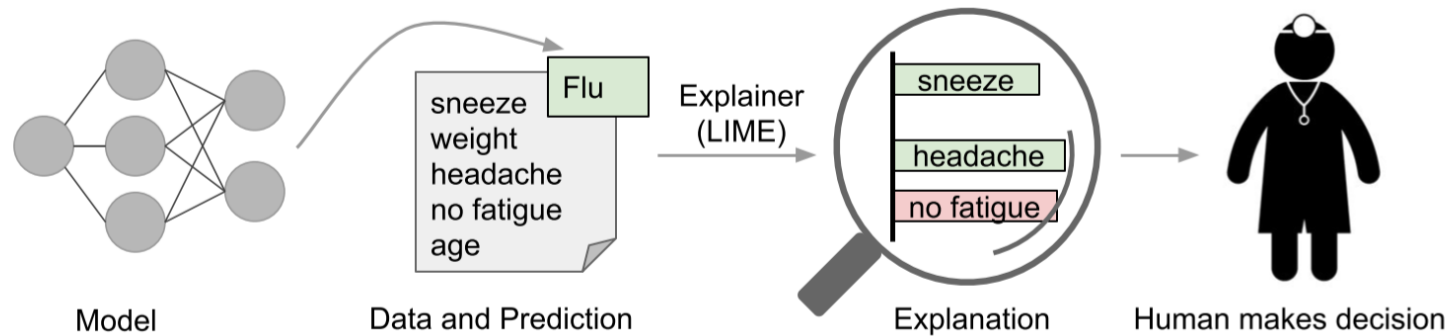 Model
Flu
sneeze
weight
headache
no fatigue
age
Data and Prediction
Explainer
(LIME)
sneeze
headache
no fatigue
Explanation
Human makes decision